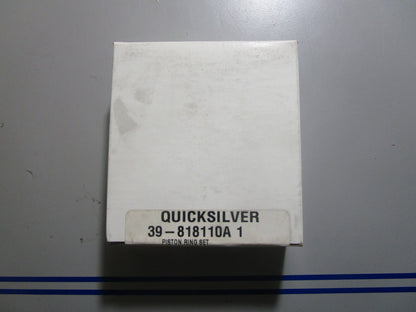 QUICKSILVER
39-818110A 1
PISTON RING SET